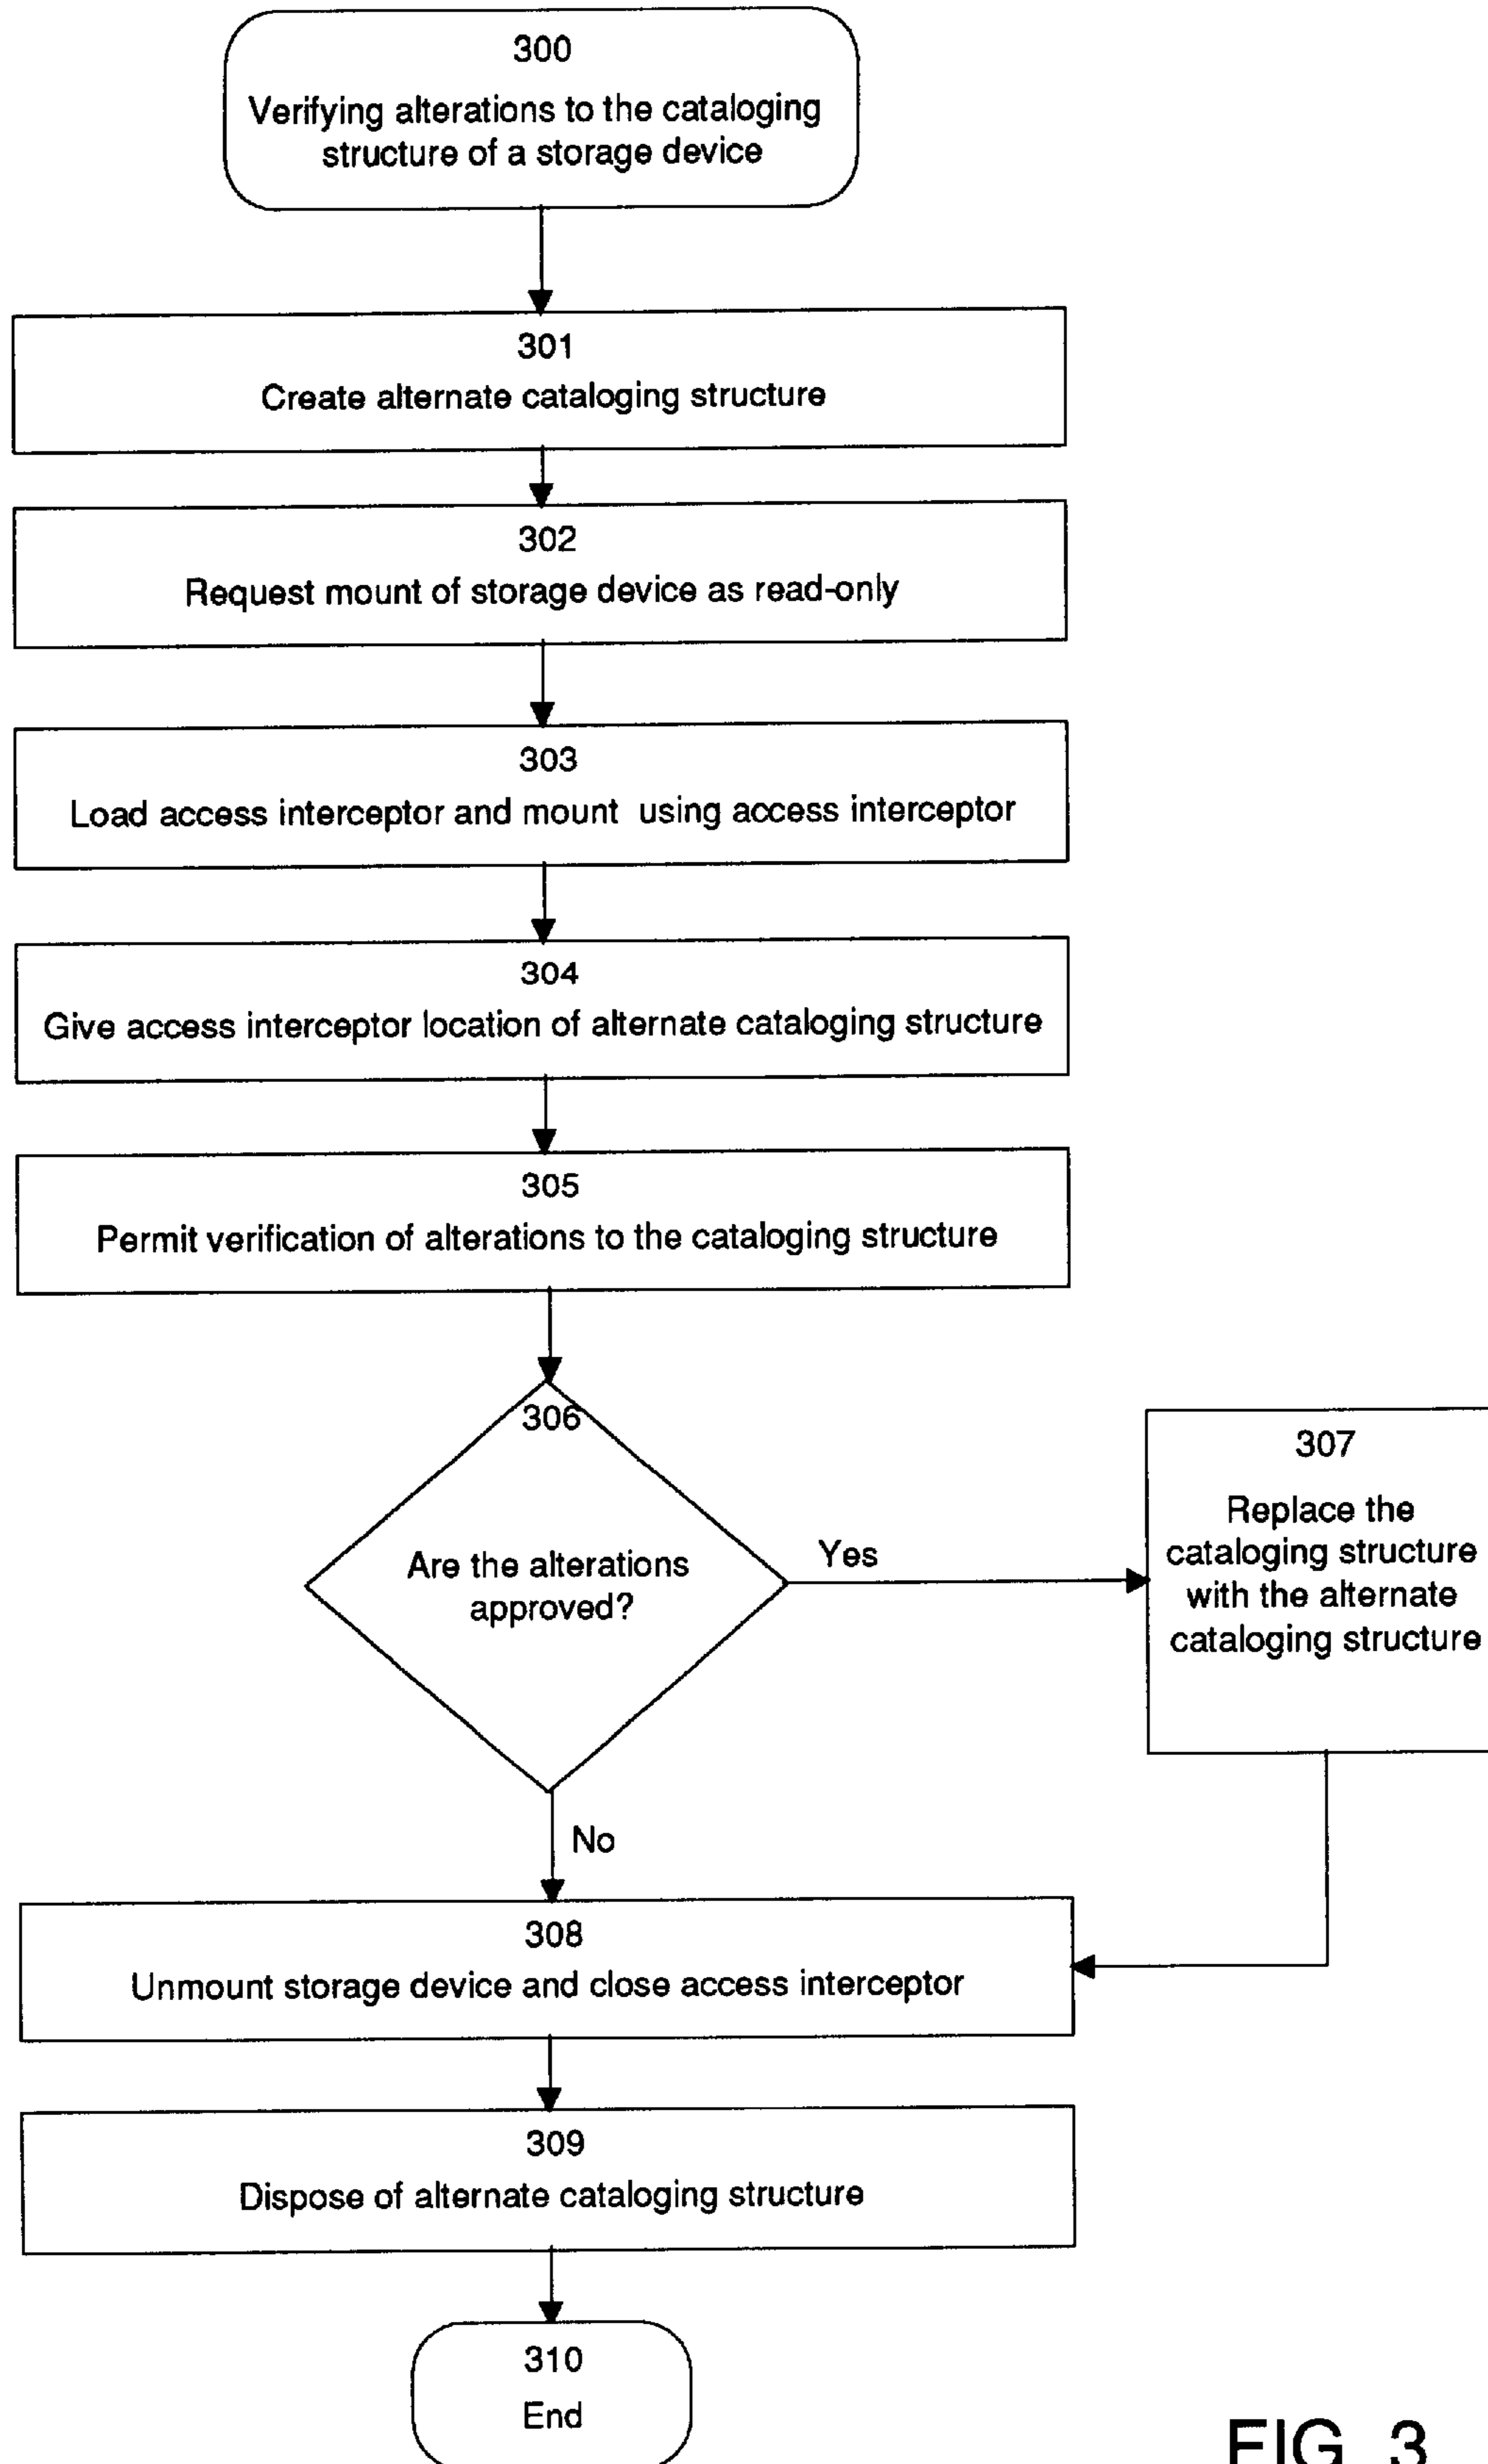 300
Verifying alterations to the cataloging
structure of a storage device
301
Create alternate cataloging structure
302
Request mount of storage device as read-only
303
Load access interceptor and mount using access interceptor
304
Give access interceptor location of alternate cataloging structure
305
Permit verification of alterations to the cataloging structure
306
Are the alterations
approved?
Yes
307
Replace the
cataloging structure
with the alternate
cataloging structure
No
308
Unmount storage device and close access interceptor
309
Dispose of alternate cataloging structure
310
End
FIG. 3